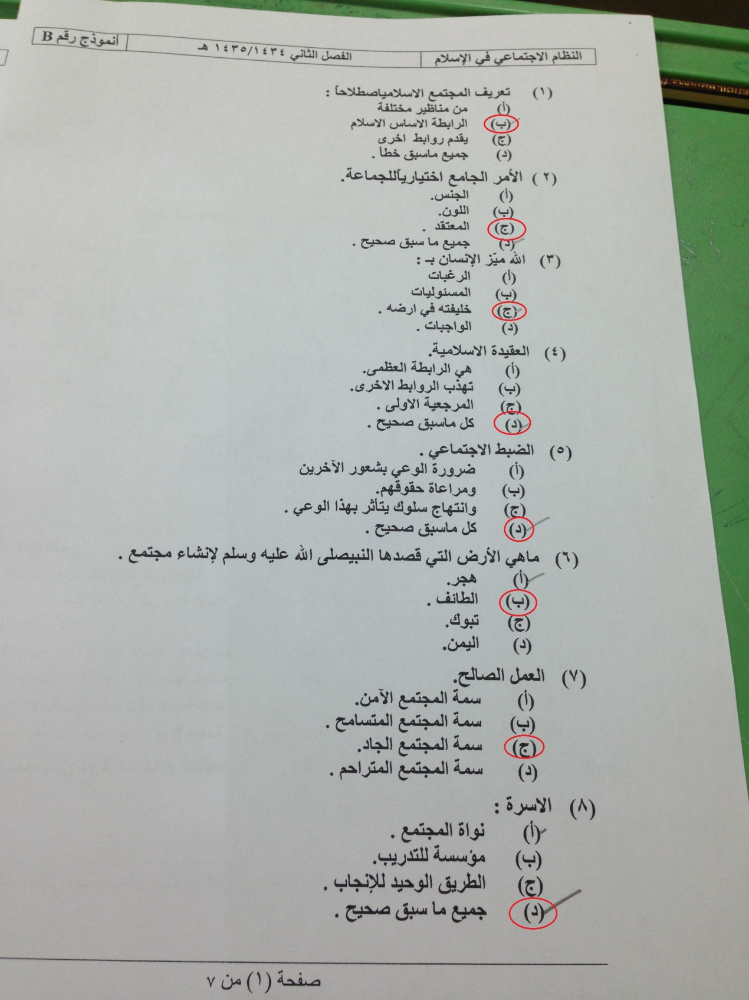 النظام الاجتماعي في الإسلام
الفصل الثاني ١٤٣٥/١٤٣٤ هـ
أنموذج رقم B
(١) تعريف المجتمع الاسلامياصطلاحاً :
(أ) من مناظير مختلفة
(ب) الرابطة الاساس الاسلام
(ج) يقدم روابط اخرى
(د) جميع ماسبق خطأ .
(٢) الأمر الجامع اختيارياًللجماعة.
(أ) الجنس.
(ب) اللون.
(ج) المعتقد .
(د) جميع ما سبق صحيح .
(٣) الله ميّز الإنسان بـ :
(أ) الرغبات
(ب) المسئوليات
(ج) خليفته في ارضه .
(د) الواجبات .
(٤) العقيدة الاسلامية.
(أ) هي الرابطة العظمى.
(ب) تهذب الروابط الاخرى.
(ج) المرجعية الاولى .
(د) كل ماسبق صحيح .
(٥) الضبط الاجتماعي .
(أ) ضرورة الوعي بشعور الآخرين
(ب) ومراعاة حقوقهم.
(ج) وانتهاج سلوك يتأثر بهذا الوعي .
(د) كل ماسبق صحيح .
(٦) ماهي الأرض التي قصدها النبيصلى الله عليه وسلم لإنشاء مجتمع .
(أ) هجر.
(ب) الطائف .
(ج) تبوك.
(د) اليمن.
(٧) العمل الصالح.
(أ) سمة المجتمع الآمن.
(ب) سمة المجتمع المتسامح .
(ج) سمة المجتمع الجاد.
(د) سمة المجتمع المتراحم .
(٨) الاسرة :
(أ) نواة المجتمع .
(ب) مؤسسة للتدريب.
(ج) الطريق الوحيد للإنجاب .
(د) جميع ما سبق صحيح .
صفحة (١) من ٧